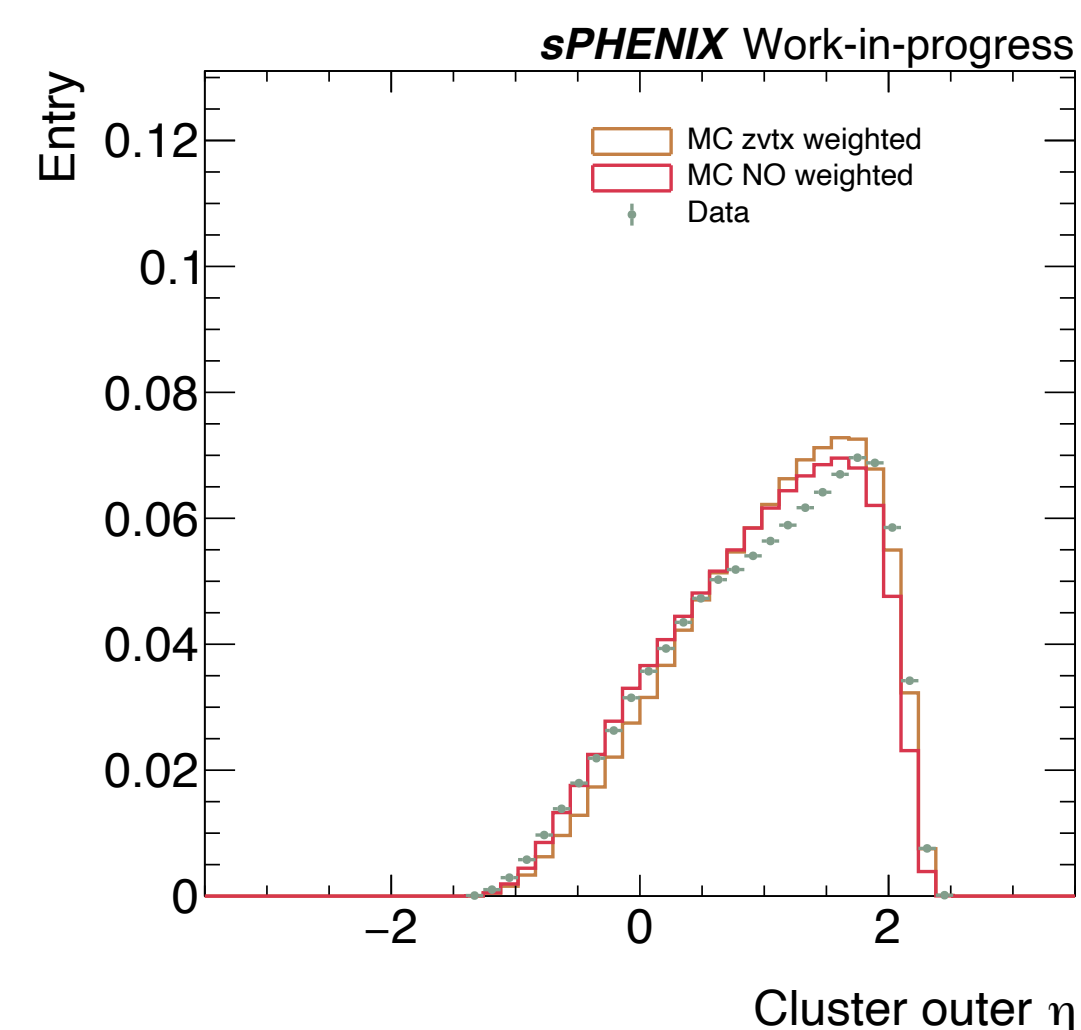 sPHENIX Work-in-progress
Entry
MC zvtx weighted
MC NO weighted
Data
0.12
0.1
0.08
0.06
0.04
0.02
0
−2 0 2
Cluster outer η